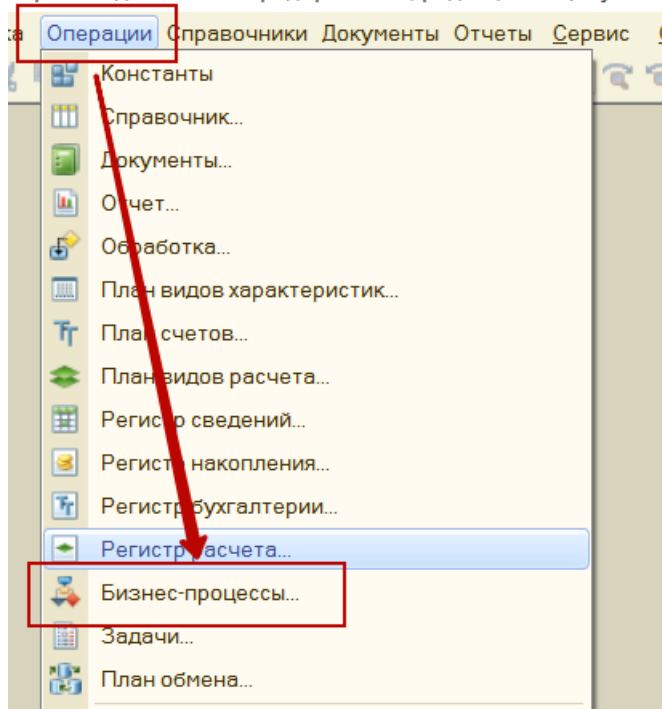 Операции Справочники Документы Отчеты Сервис
Константы
Справочник...
Документы...
Отчет...
Обработка...
План видов характеристик...
План счетов...
План видов расчета...
Регистр сведений...
Регистр накопления...
Регистр бухгалтерии...
Регистр расчета...
Бизнес-процессы...
Задачи...
План обмена...